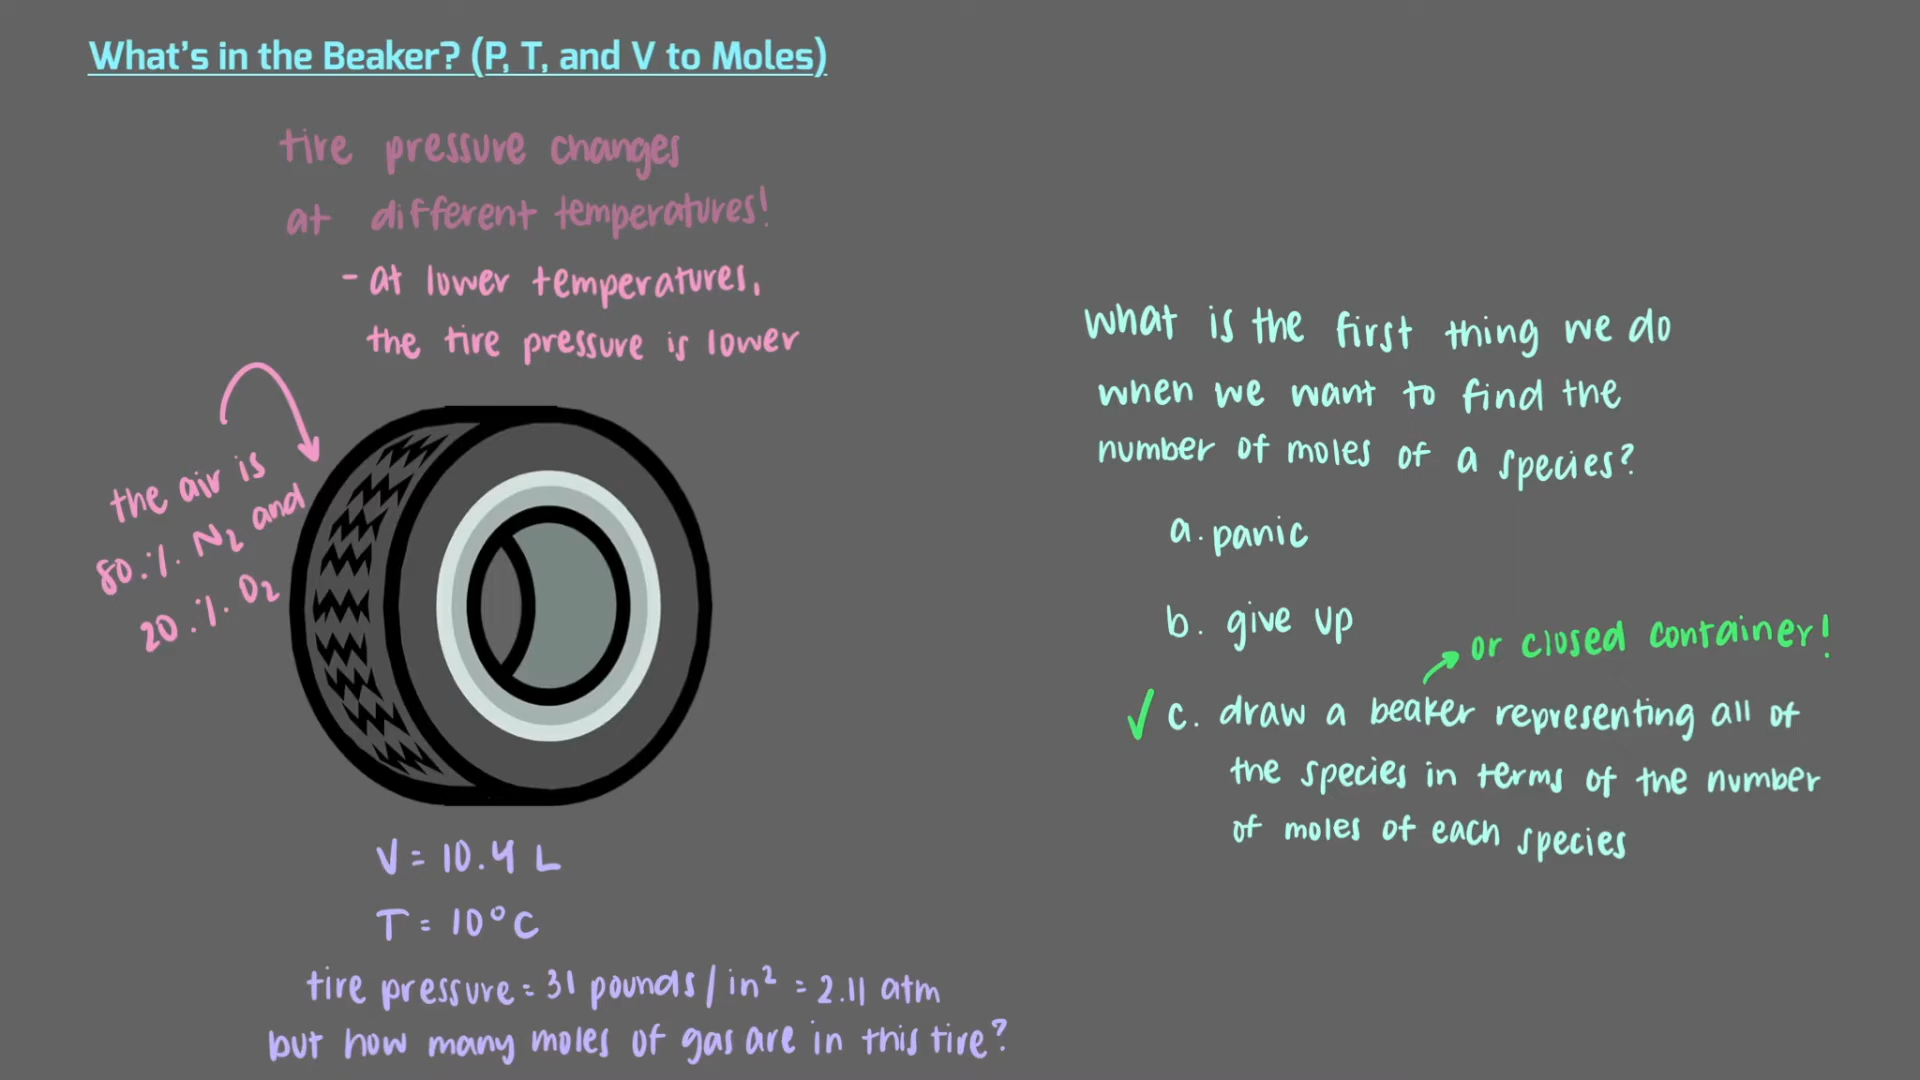 What's in the Beaker? (P, T, and V to Moles)
tire pressure changes
at different temperatures!
- at lower temperatures,
the tire pressure is lower
the air is
80.%. N₂ and
20.%. O₂
V = 10.4 L
T = 10°C
tire pressure = 31 pounds/in² = 2.11 atm
but how many moles of gas are in this tire?
what is the first thing we do
when we want to find the
number of moles of a species?
a. panic
b. give up
or closed container!
✓ c. draw a beaker representing all of
the species in terms of the number
of moles of each species